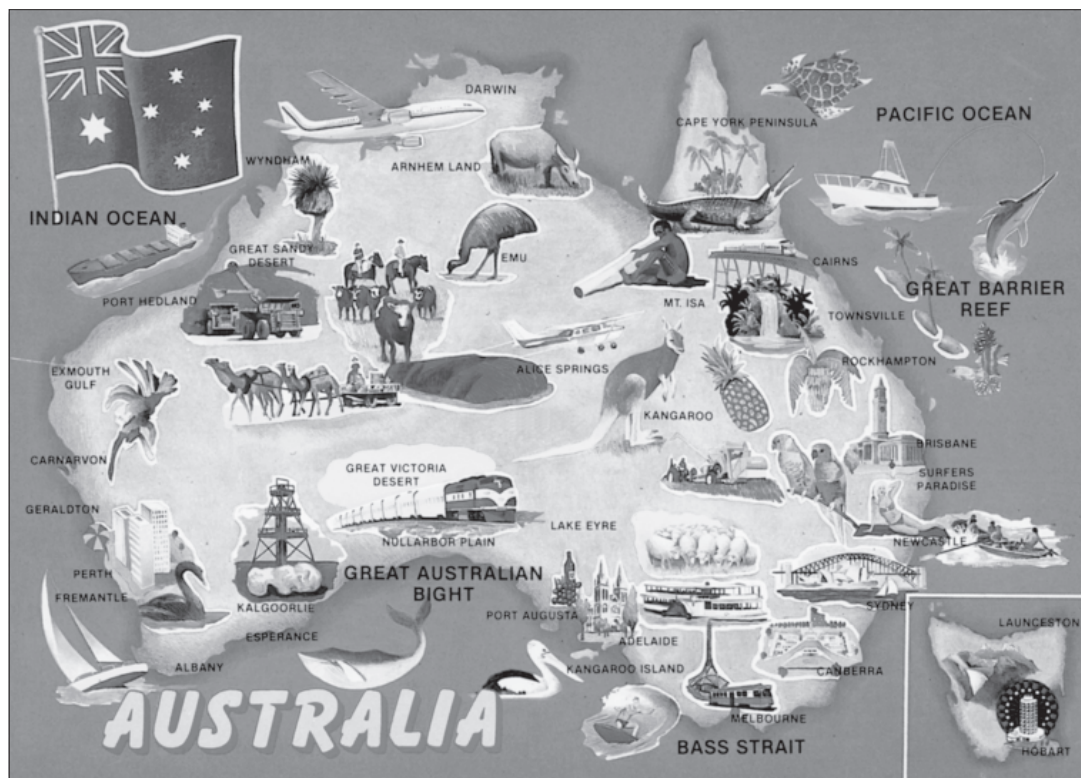 DARWIN
CAPE YORK PENINSULA
PACIFIC OCEAN
WYNDHAM
ARNHEM LAND
INDIAN OCEAN
GREAT SANDY
DESERT
EMU
CAIRNS
PORT HEDLAND
MT. ISA
GREAT BARRIER
REEF
TOWNSVILLE
EXMOUTH
GULF
ALICE SPRINGS
ROCKHAMPTON
KANGAROO
CARNARVON
BRISBANE
GREAT VICTORIA
DESERT
SURFERS
PARADISE
GERALDTON
LAKE EYRE
NEWCASTLE
NULLARBOR PLAIN
PERTH
GREAT AUSTRALIAN
BIGHT
FREMANTLE
KALGOORLIE
SYDNEY
PORT AUGUSTA
LAUNCESTON
ESPERANCE
ADELAIDE
ALBANY
KANGAROO ISLAND
CANBERRA
AUSTRALIA
MELBOURNE
BASS STRAIT
HOBART